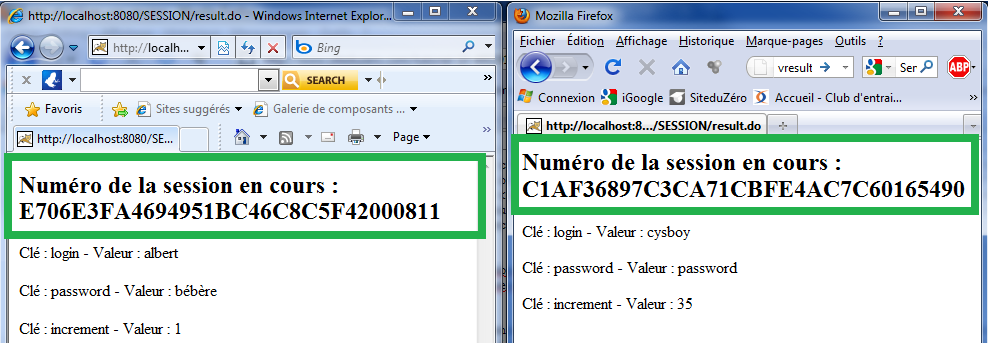 http://localhost:8080/SESSION/result.do - Windows Internet Explor...
http://localh...
Bing
SEARCH
Favoris
Sites suggérés
Galerie de composants ...
http://localhost:8080/SE...
Page
Numéro de la session en cours :
E706E3FA4694951BC46C8C5F42000811
Clé : login - Valeur : albert
Clé : password - Valeur : bébère
Clé : increment - Valeur : 1
Mozilla Firefox
Fichier Édition Affichage Historique Marque-pages Outils ?
vresult
Ser
ABP
Connexion
iGoogle
SiteduZéro
Accueil - Club d'entrai...
http://localhost:8.../SESSION/result.do
Numéro de la session en cours :
C1AF36897C3CA71CBFE4AC7C60165490
Clé : login - Valeur : cysboy
Clé : password - Valeur : password
Clé : increment - Valeur : 35